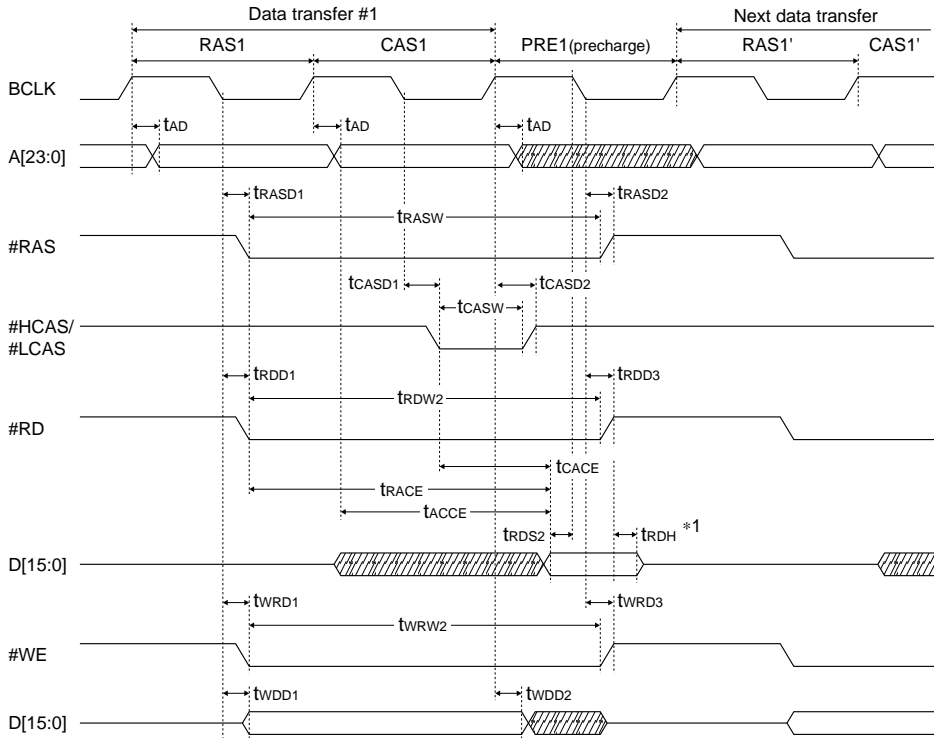 Data transfer #1 Next data transfer
RAS1 CAS1 PRE1(precharge) RAS1' CAS1'
BCLK
tAD tAD tAD
A[23:0]
tRASD1 tRASD2
tRASW
#RAS
tCASD1 tCASD2
tCASW
#HCAS/
#LCAS
tRDD1 tRDD3
tRDW2
#RD
tCACE
tRACE
tACCE
tRDS2 tRDH *1
D[15:0]
tWRD1 tWRD3
tWRW2
#WE
tWDD1 tWDD2
D[15:0]